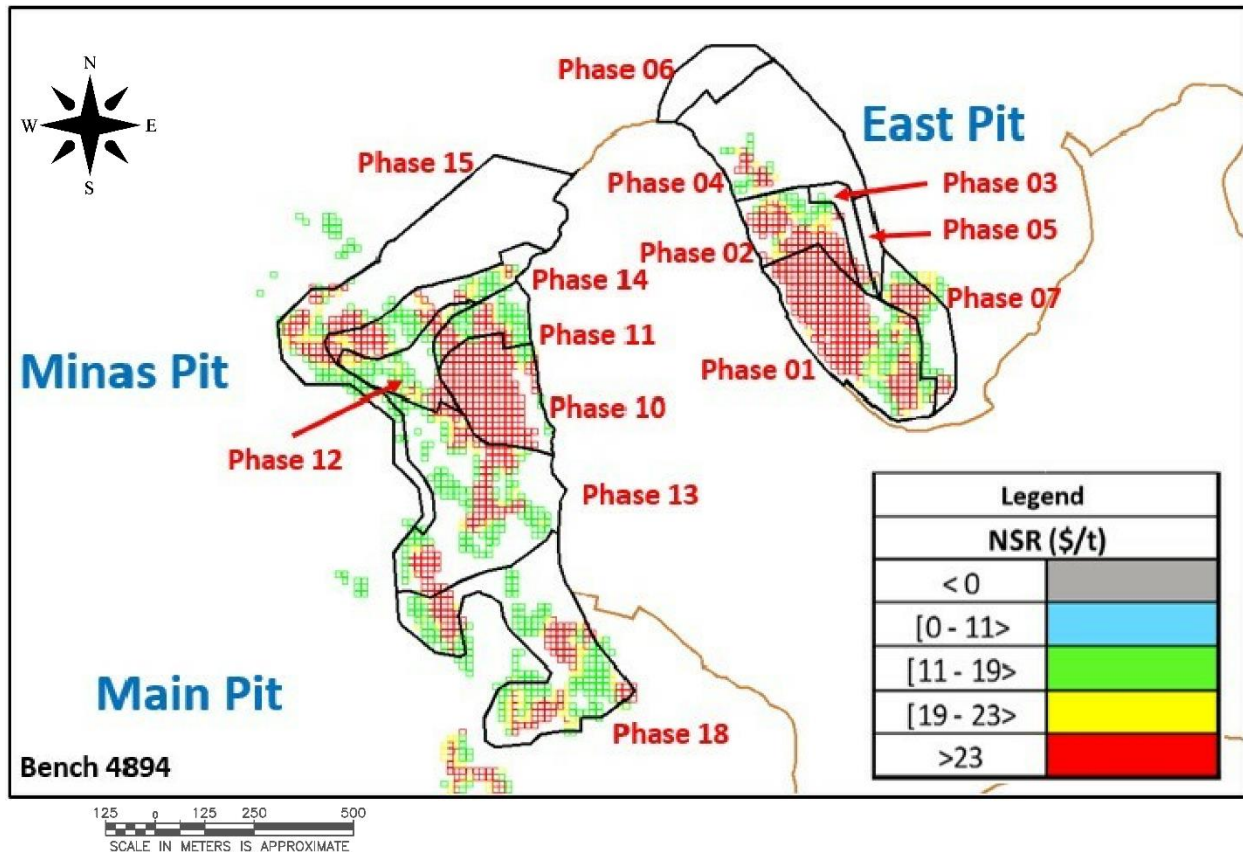 N
W E
S
Phase 06
East Pit
Phase 15
Phase 04
Phase 03
Phase 05
Phase 02
Phase 14
Phase 07
Phase 11
Minas Pit
Phase 01
Phase 10
Phase 12
Phase 13
Legend
NSR ($/t)
< 0
[0 - 11>
[11 - 19>
[19 - 23>
>23
Main Pit
Phase 18
Bench 4894
125 0 125 250 500
SCALE IN METERS IS APPROXIMATE